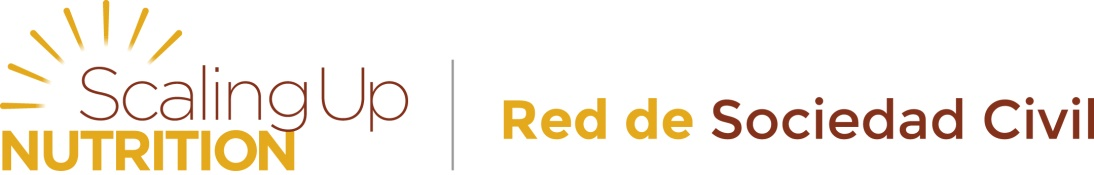 Scaling Up
NUTRITION
Red de Sociedad Civil